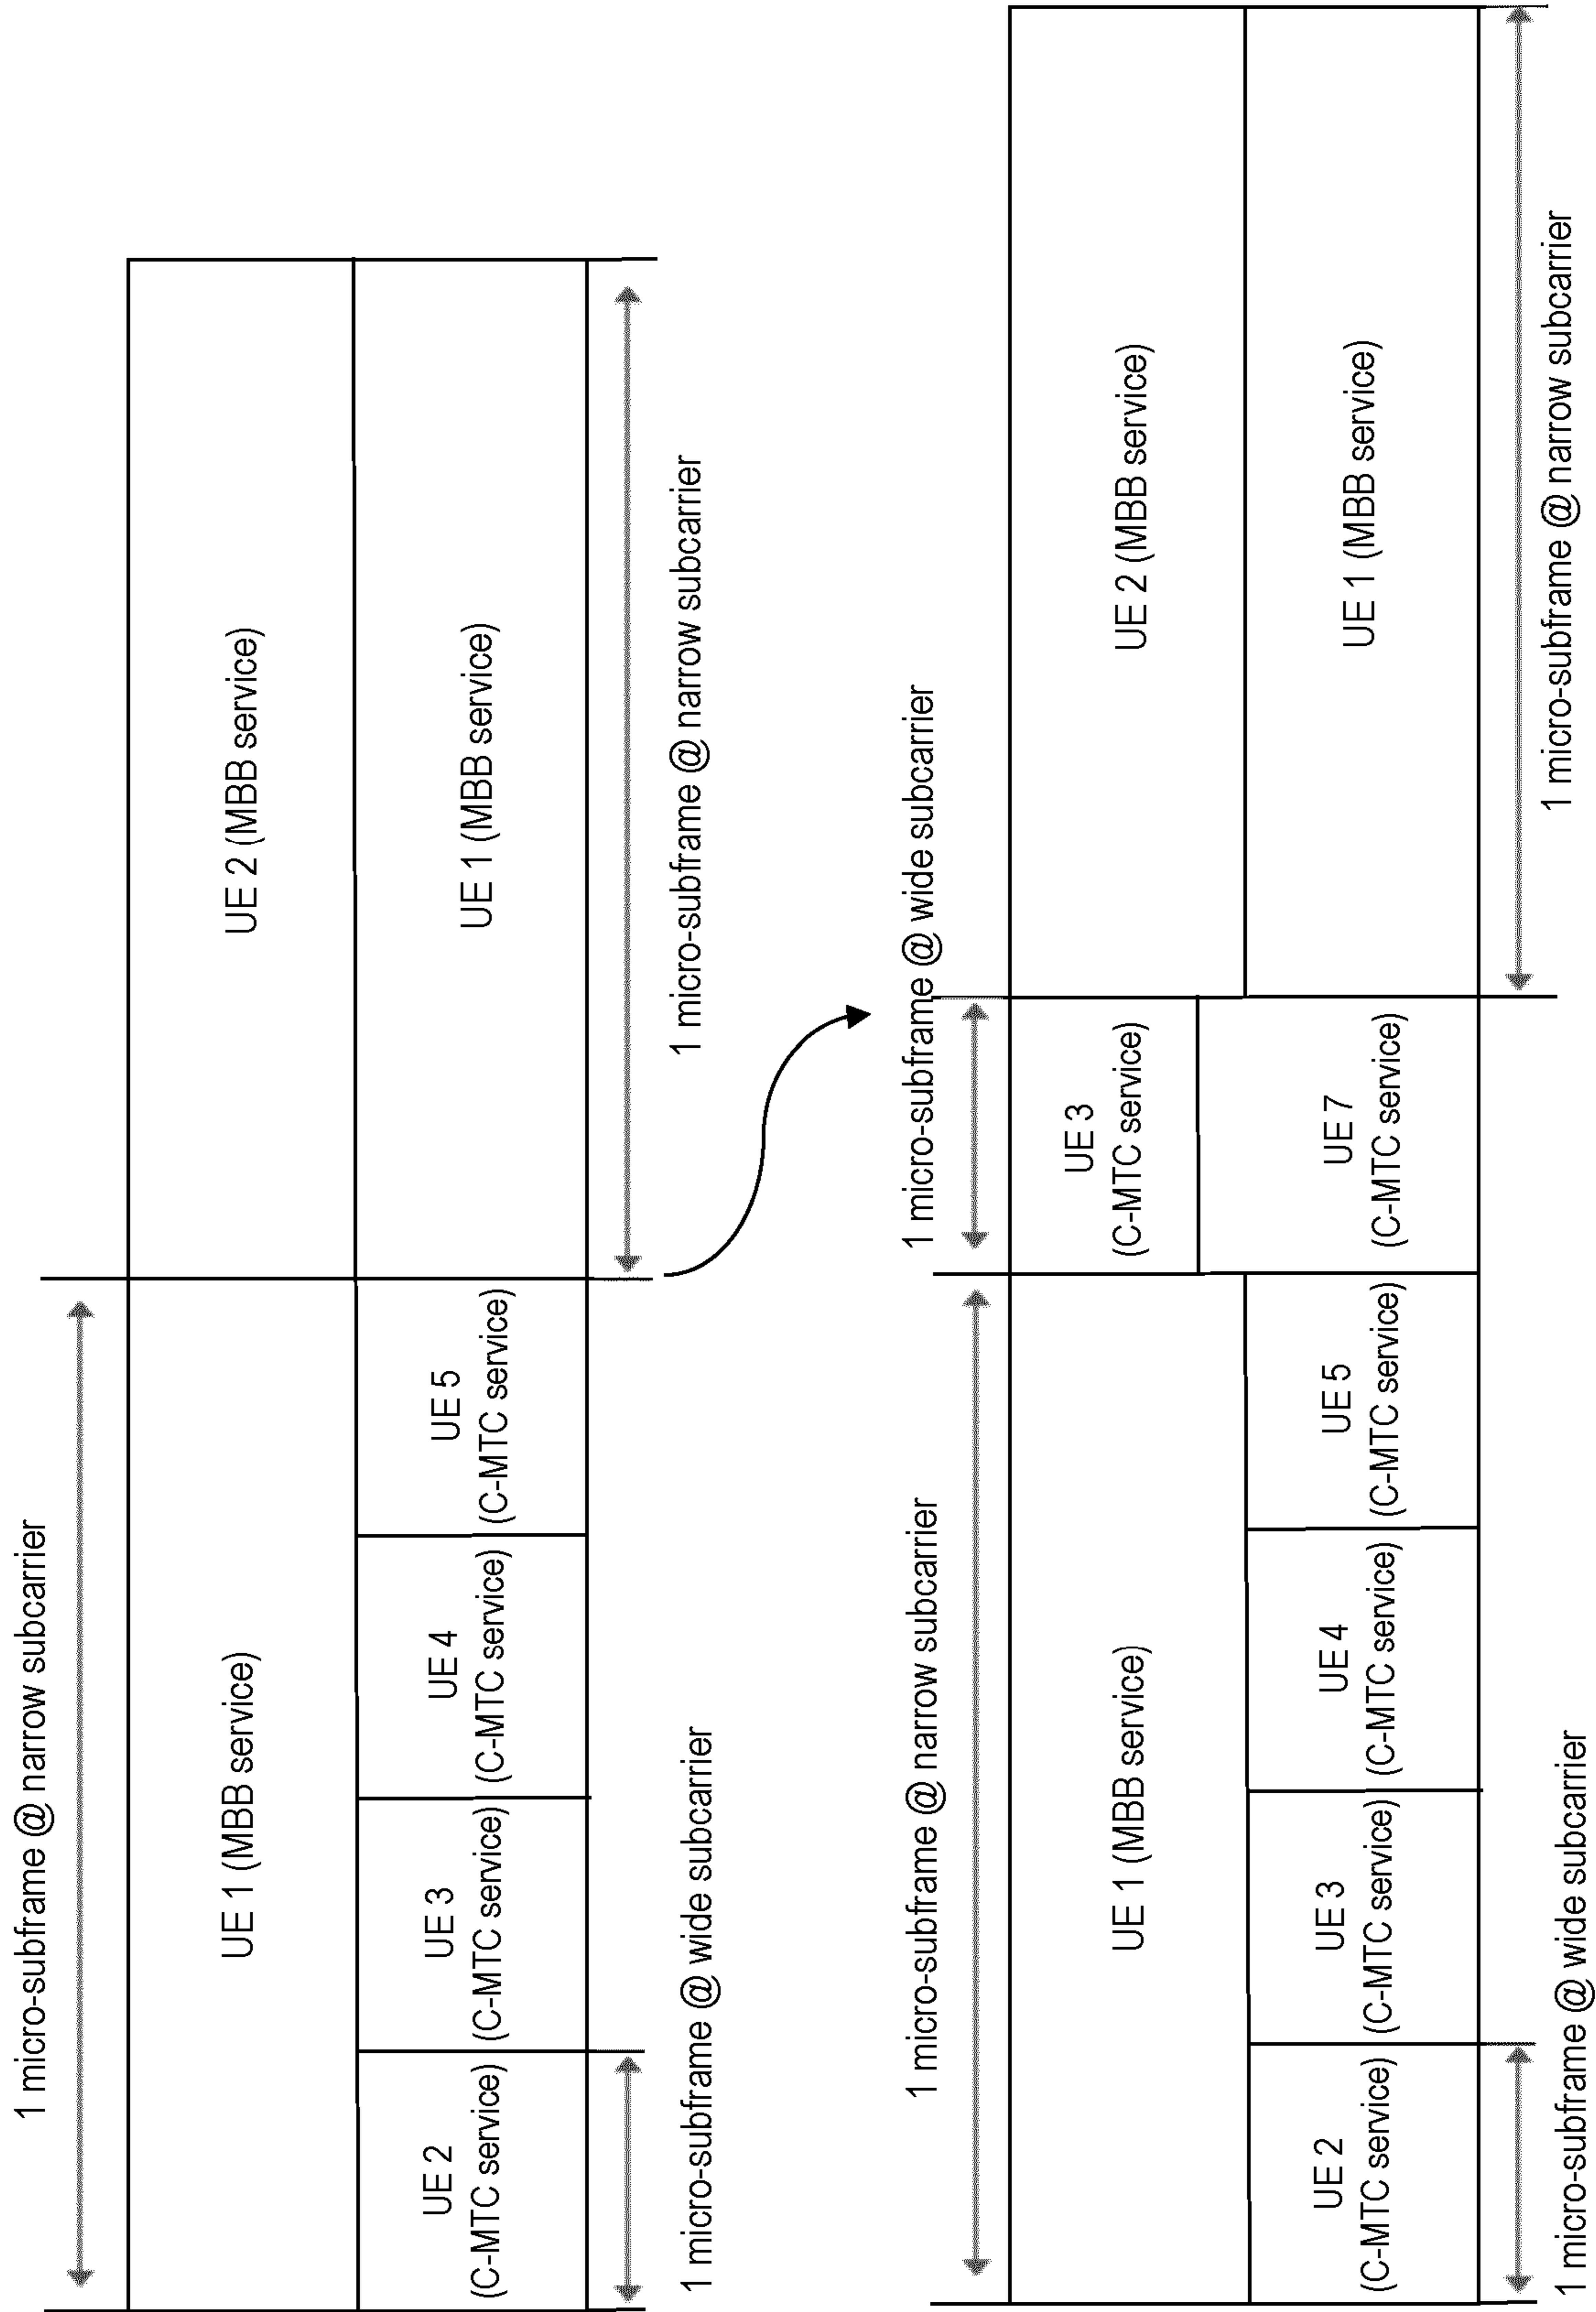 1 micro-subframe @ narrow subcarrier
UE 1 (MBB service)
UE 2 (MBB service)
UE 2
(C-MTC service)
UE 3
(C-MTC service)
UE 4
(C-MTC service)
UE 5
(C-MTC service)
UE 1 (MBB service)
1 micro-subframe @ wide subcarrier
1 micro-subframe @ narrow subcarrier
1 micro-subframe @ narrow subcarrier
1 micro-subframe @ wide subcarrier
UE 1 (MBB service)
UE 3
(C-MTC service)
UE 2 (MBB service)
UE 2
(C-MTC service)
UE 3
(C-MTC service)
UE 4
(C-MTC service)
UE 5
(C-MTC service)
UE 7
(C-MTC service)
UE 1 (MBB service)
1 micro-subframe @ wide subcarrier
1 micro-subframe @ narrow subcarrier